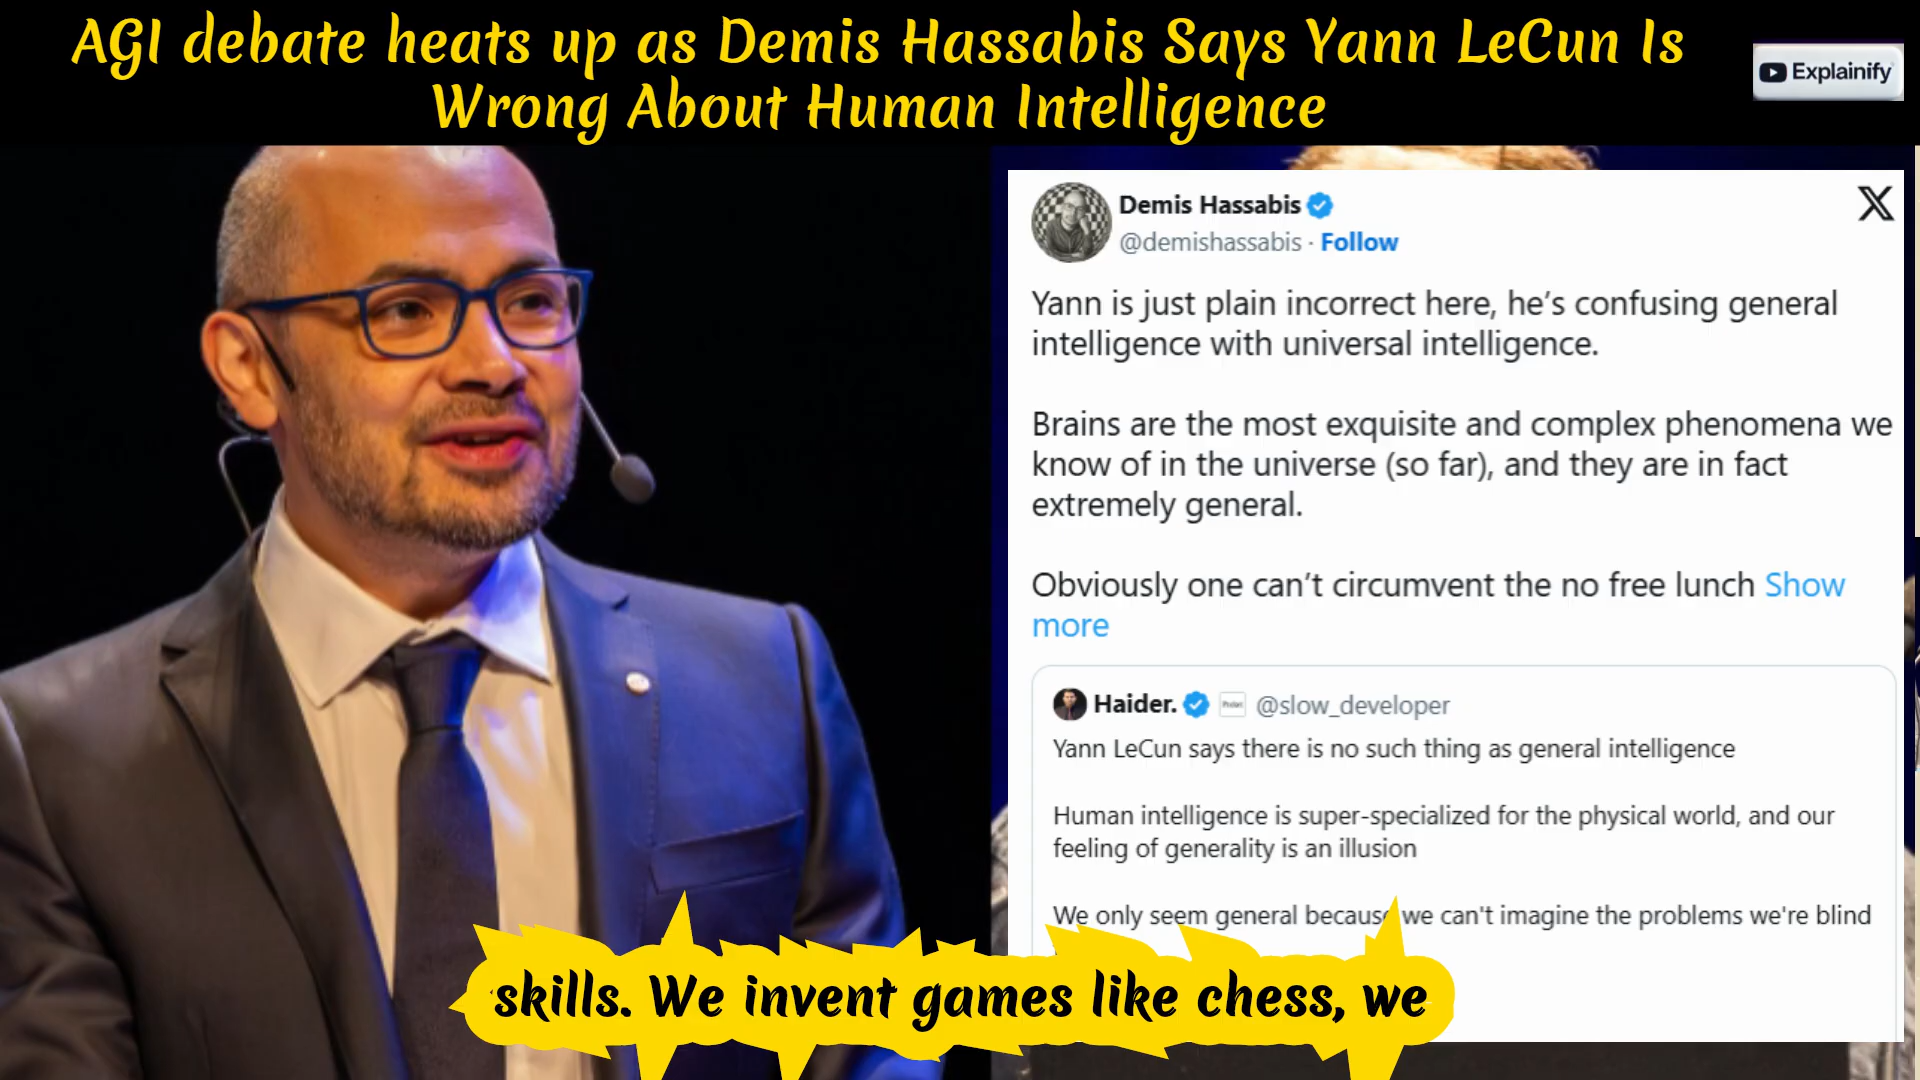 AGI debate heats up as Demis Hassabis Says Yann LeCun Is
Wrong About Human Intelligence
Explainify
Demis Hassabis
@demishassabis · Follow
Yann is just plain incorrect here, he’s confusing general
intelligence with universal intelligence.
Brains are the most exquisite and complex phenomena we
know of in the universe (so far), and they are in fact
extremely general.
Obviously one can’t circumvent the no free lunch Show
more
Haider. @slow_developer
Yann LeCun says there is no such thing as general intelligence
Human intelligence is super-specialized for the physical world, and our
feeling of generality is an illusion
We only seem general because we can't imagine the problems we're blind
skills. We invent games like chess, we